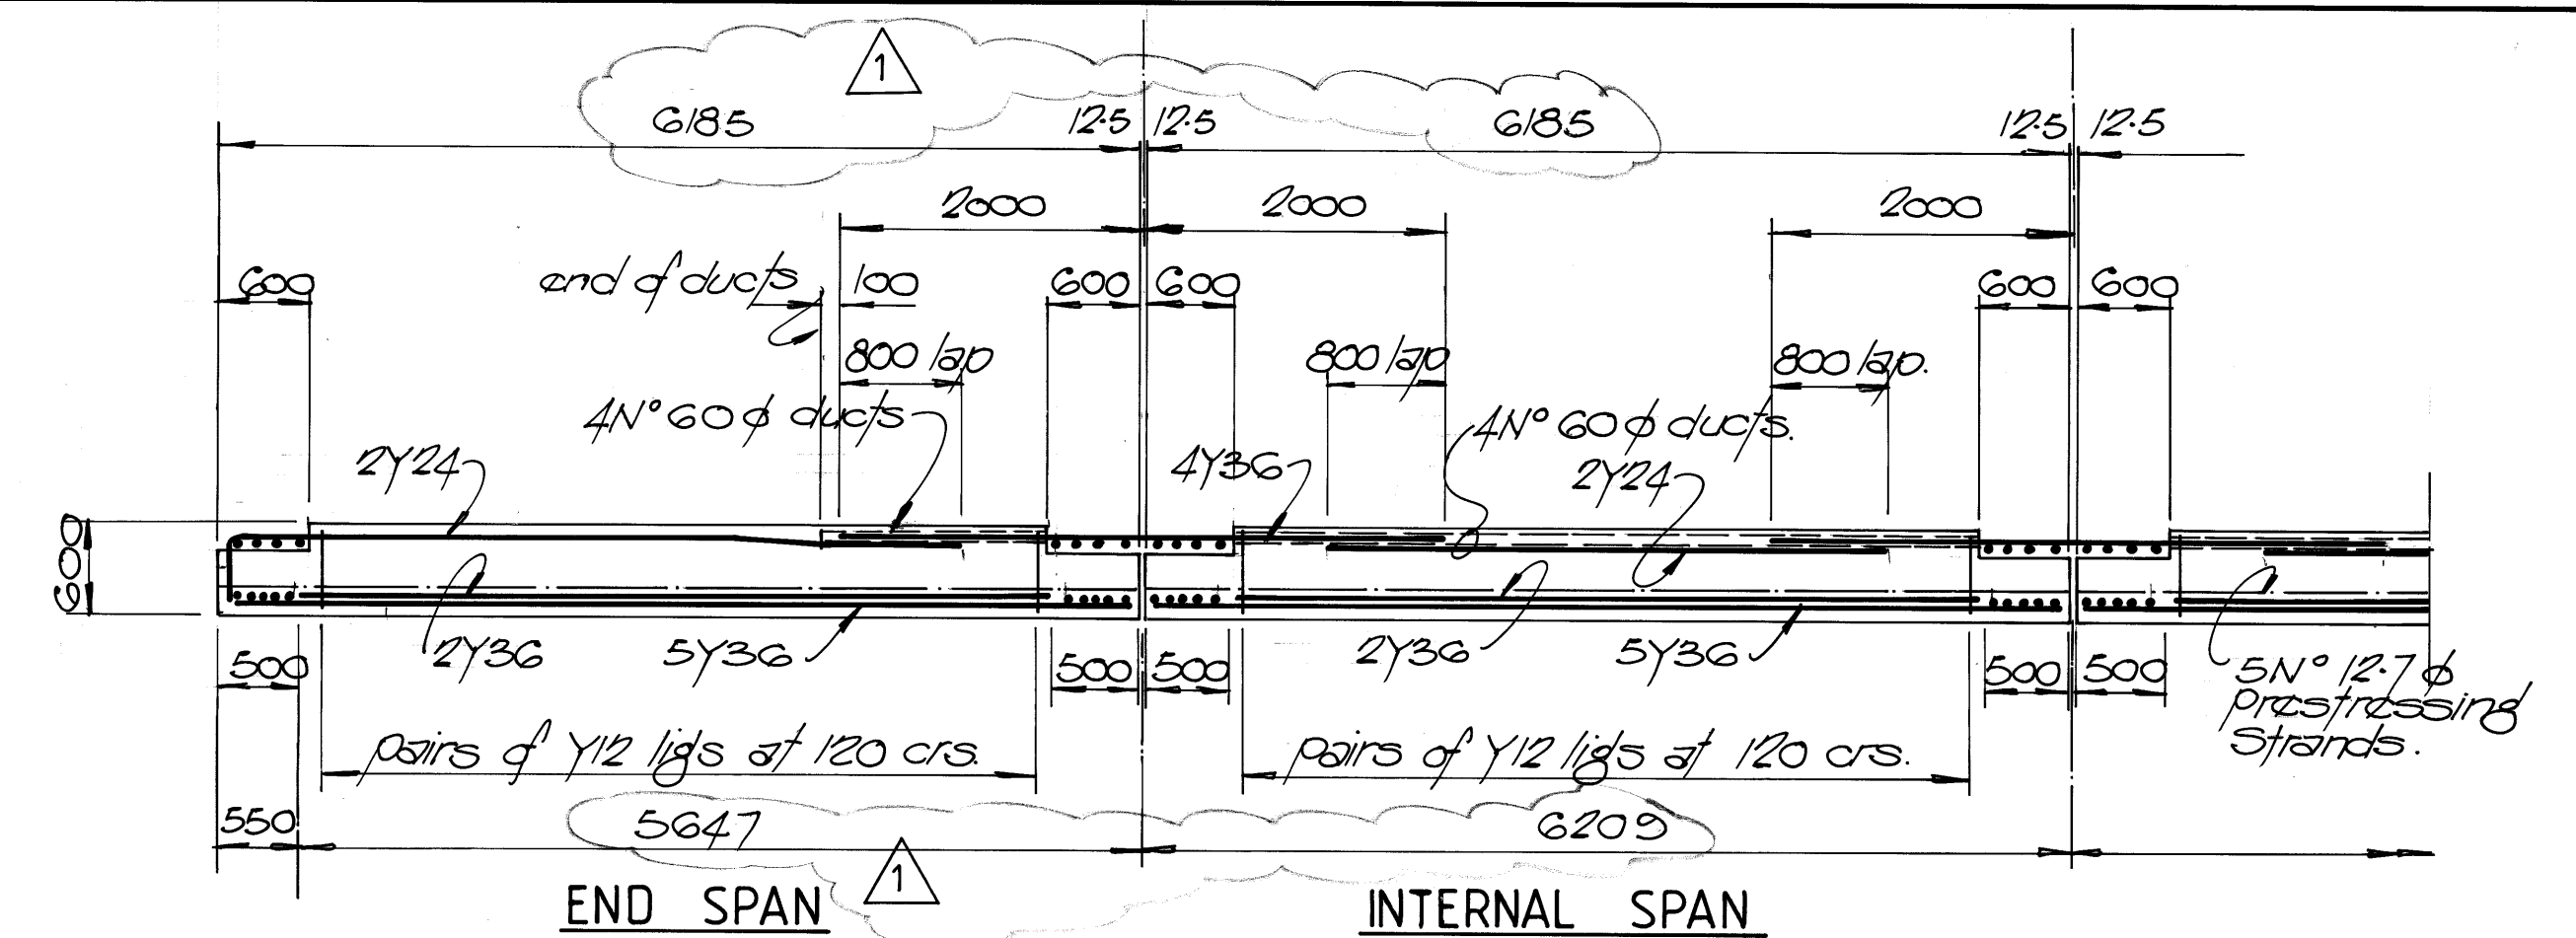 1
6185 12.5 12.5 6185 12.5 12.5
2000 2000 2000
600 end of ducts 100 600 600 600 600
800 lap 800 lap 800 lap.
4N° 60 ϕ ducts 4N° 60 ϕ ducts.
2Y24 4Y36 2Y24
600
2Y36 5Y36 2Y36 5Y36
500 500 500 500 500
5N° 12.7 ϕ
prestressing
strands.
pairs of Y12 ligs at 120 crs. pairs of Y12 ligs at 120 crs.
550 5647 6209
1
END SPAN INTERNAL SPAN